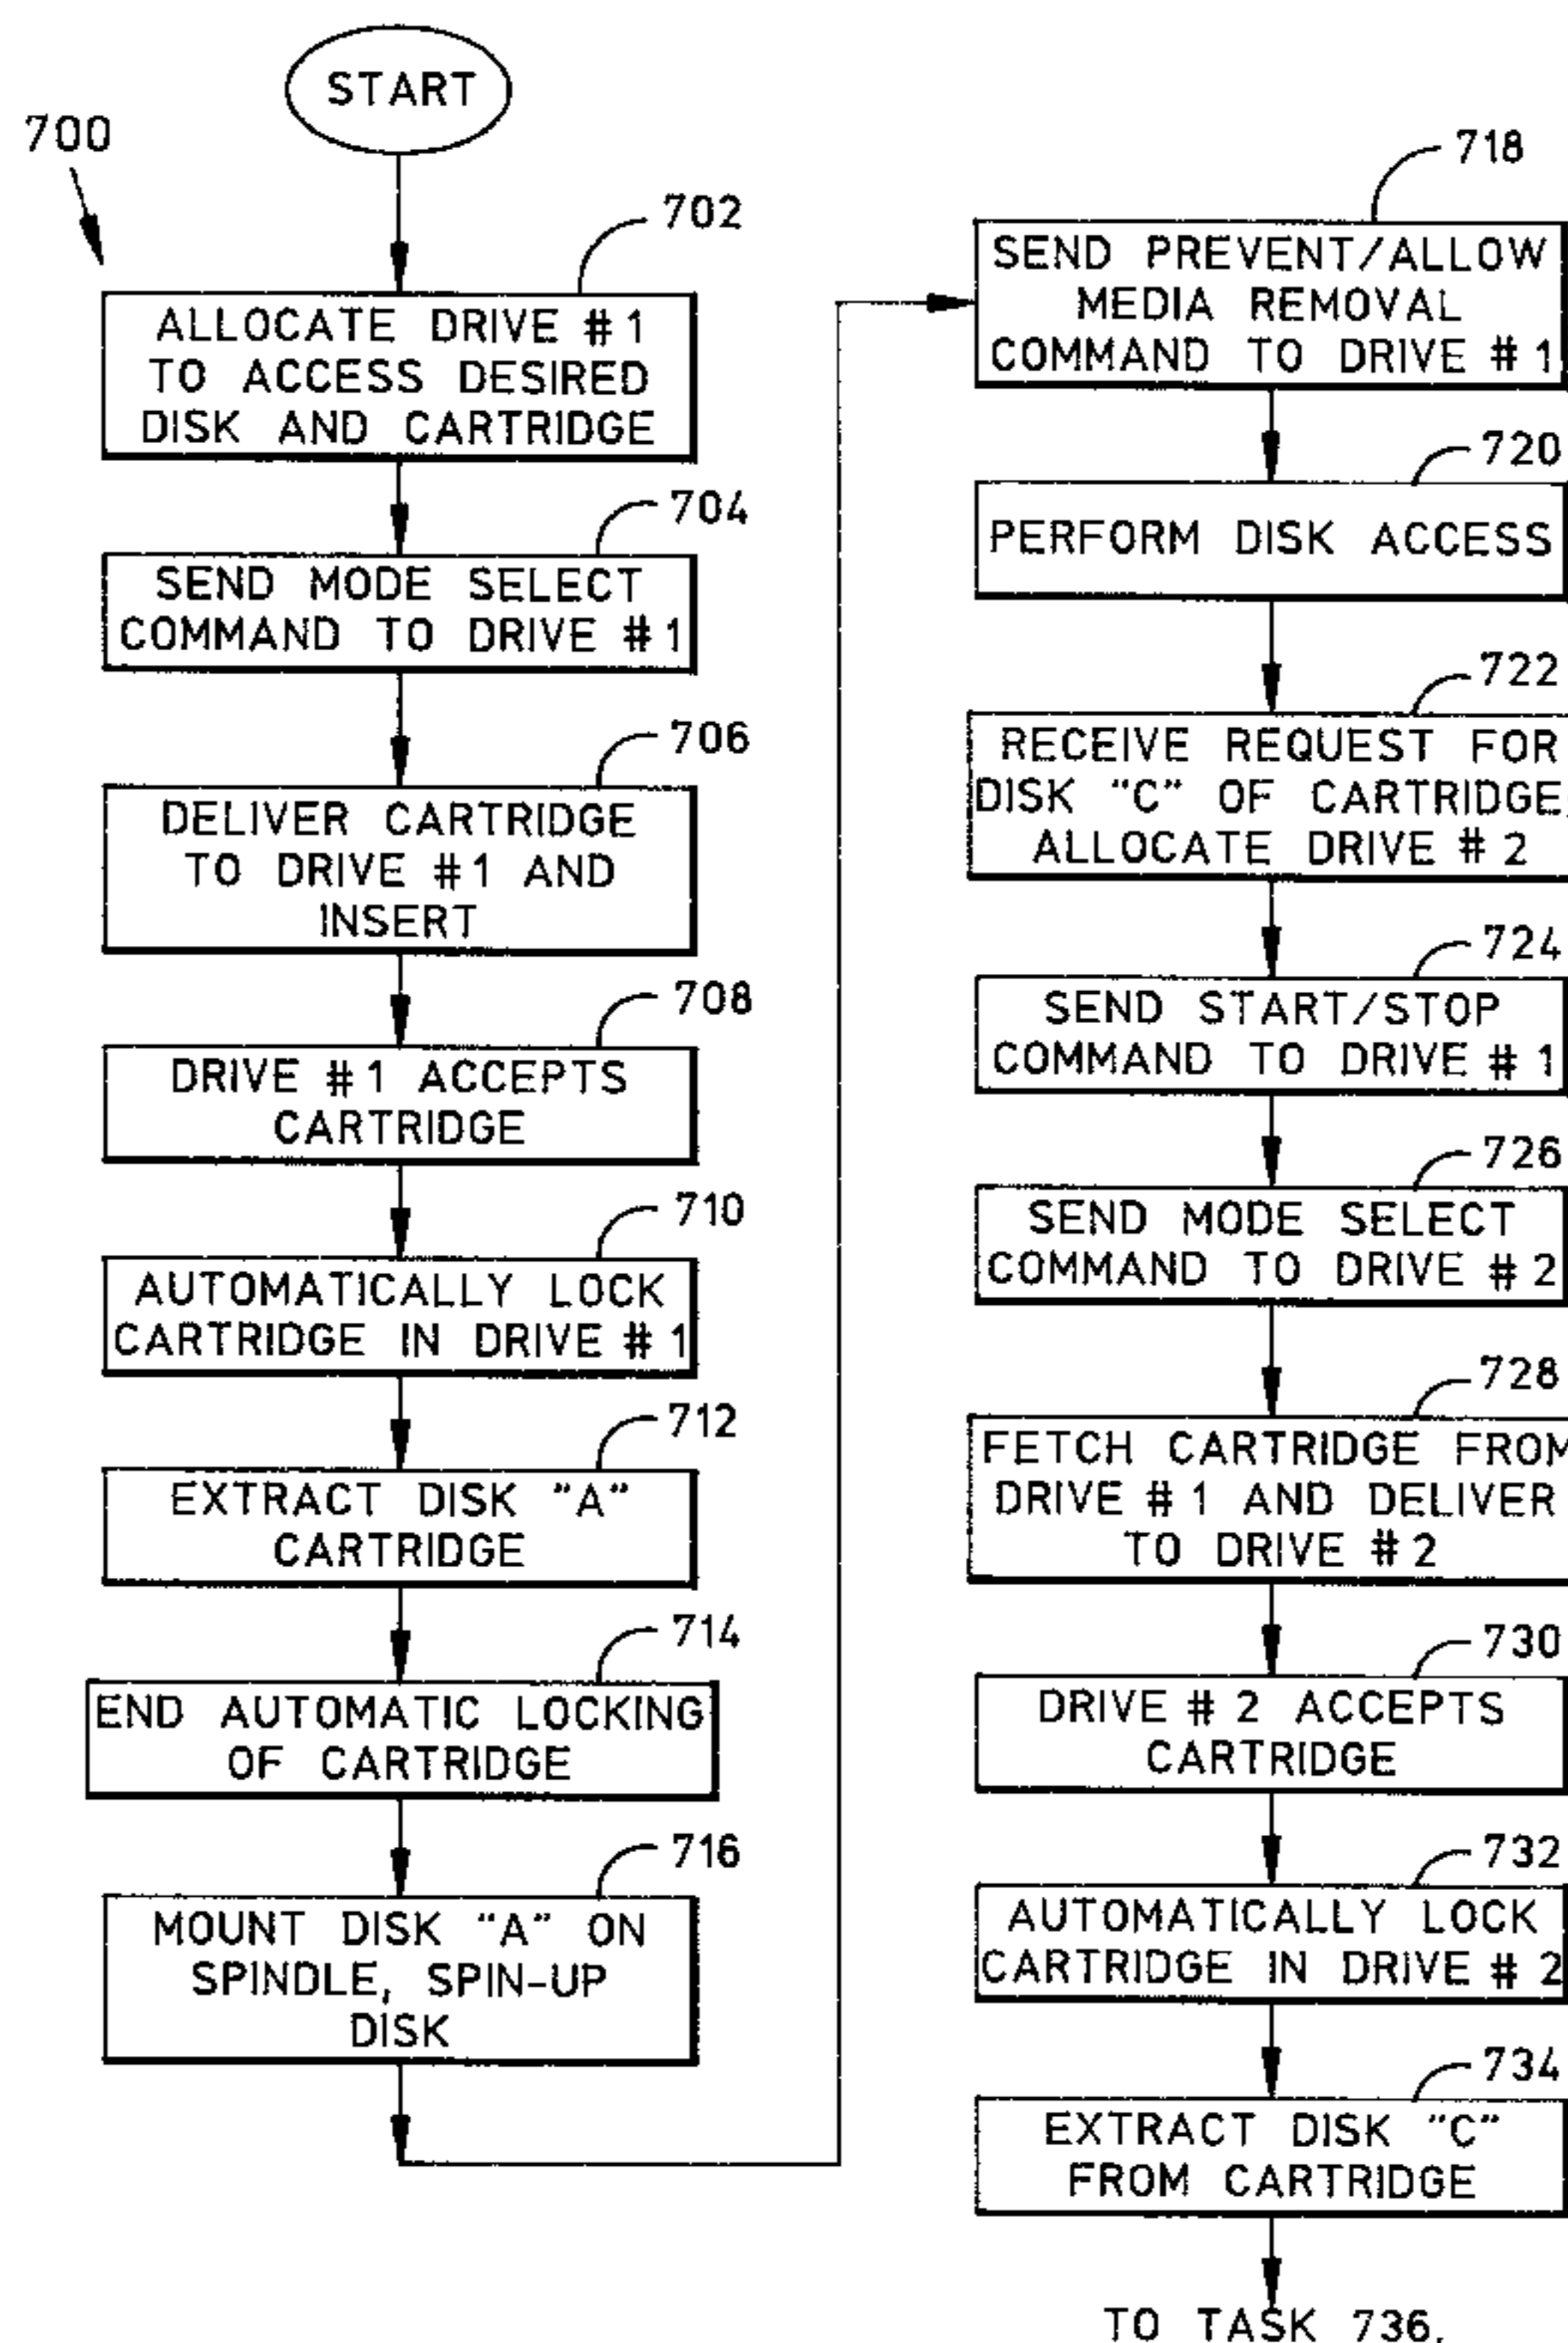 START
700
702
ALLOCATE DRIVE #1
TO ACCESS DESIRED
DISK AND CARTRIDGE
704
SEND MODE SELECT
COMMAND TO DRIVE #1
706
DELIVER CARTRIDGE
TO DRIVE #1 AND
INSERT
708
DRIVE #1 ACCEPTS
CARTRIDGE
710
AUTOMATICALLY LOCK
CARTRIDGE IN DRIVE #1
712
EXTRACT DISK "A"
CARTRIDGE
714
END AUTOMATIC LOCKING
OF CARTRIDGE
716
MOUNT DISK "A" ON
SPINDLE, SPIN-UP
DISK
718
SEND PREVENT/ALLOW
MEDIA REMOVAL
COMMAND TO DRIVE #1
720
PERFORM DISK ACCESS
722
RECEIVE REQUEST FOR
DISK "C" OF CARTRIDGE,
ALLOCATE DRIVE #2
724
SEND START/STOP
COMMAND TO DRIVE #1
726
SEND MODE SELECT
COMMAND TO DRIVE #2
728
FETCH CARTRIDGE FROM
DRIVE #1 AND DELIVER
TO DRIVE #2
730
DRIVE #2 ACCEPTS
CARTRIDGE
732
AUTOMATICALLY LOCK
CARTRIDGE IN DRIVE #2
734
EXTRACT DISK "C"
FROM CARTRIDGE
TO TASK 736,